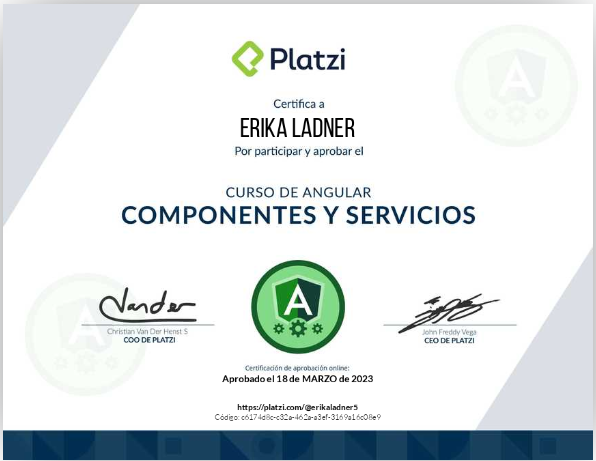 Platzi
Certifica a
ERIKA LADNER
Por participar y aprobar el
CURSO DE ANGULAR
COMPONENTES Y SERVICIOS
Christian Van Der Henst S
COO DE PLATZI
John Freddy Vega
CEO DE PLATZI
Certificación de aprobación online:
Aprobado el 18 de MARZO de 2023
https://platzi.com/@erikaladner5
Código: c6174d8c-c32a-462a-a3ef-3169a16c08e9